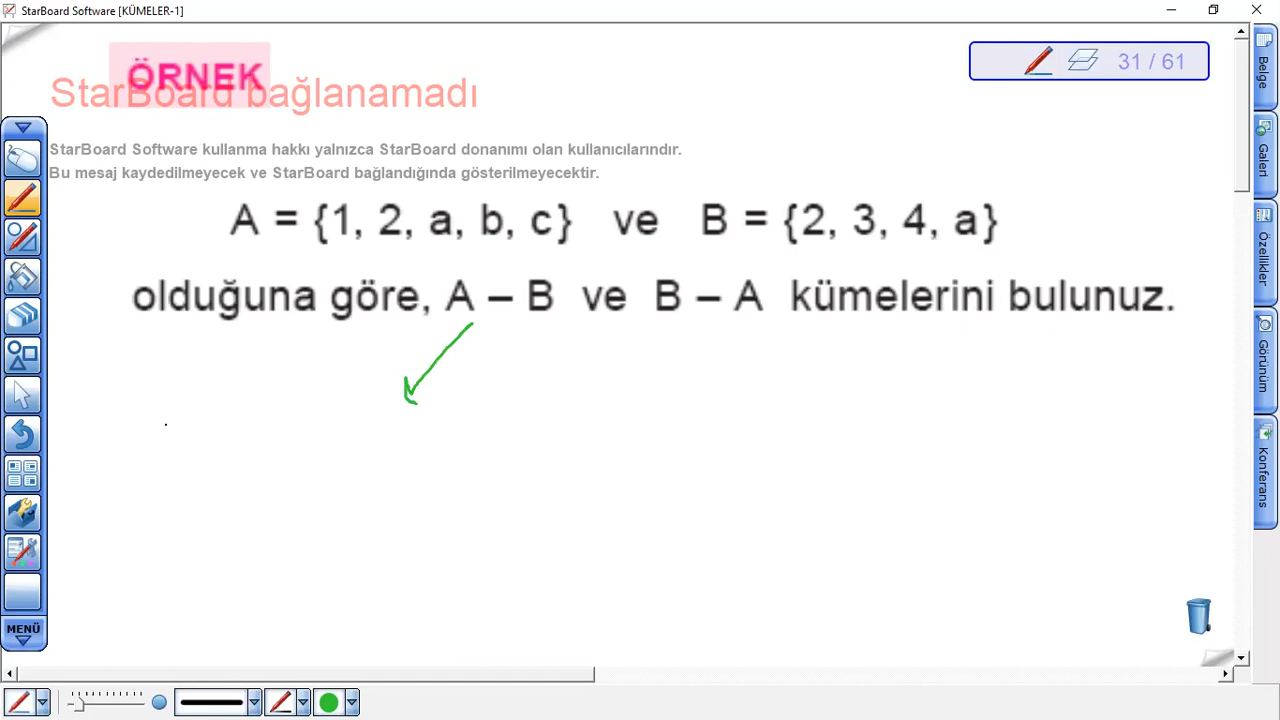 StarBoard Software [KÜMELER-1]
ÖRNEK
StarBoard bağlanamadı
31 / 61
StarBoard Software kullanma hakkı yalnızca StarBoard donanımı olan kullanıcılarındır.
Bu mesaj kaydedilmeyecek ve StarBoard bağlandığında gösterilmeyecektir.
A = {1, 2, a, b, c} ve B = {2, 3, 4, a}
olduğuna göre, A – B ve B – A kümelerini bulunuz.
Belge
Galeri
Özellikler
Görünüm
Konferans
MENÜ